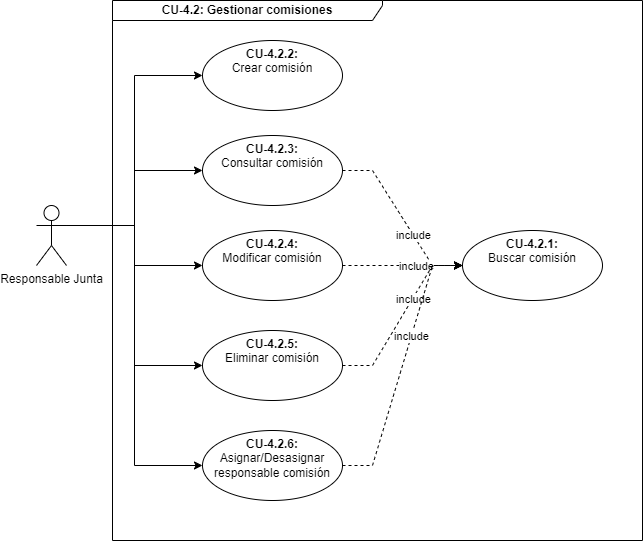 CU-4.2: Gestionar comisiones
CU-4.2.2:
Crear comisión
CU-4.2.3:
Consultar comisión
include
Responsable Junta
CU-4.2.4:
Modificar comisión
include
CU-4.2.1:
Buscar comisión
include
CU-4.2.5:
Eliminar comisión
include
CU-4.2.6:
Asignar/Desasignar
responsable comisión